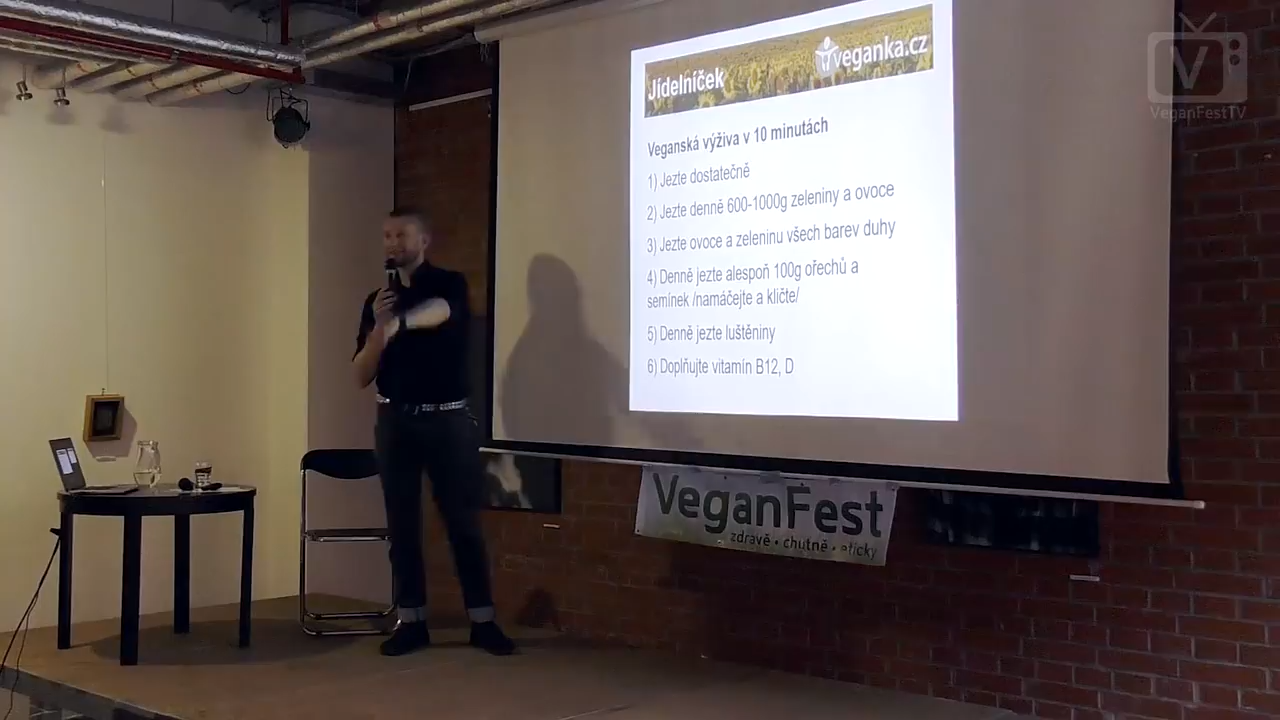 Jídelníček
veganka.cz
Veganská výživa v 10 minutách
1) Jezte dostatečně
2) Jezte denně 600-1000g zeleniny a ovoce
3) Jezte ovoce a zeleninu všech barev duhy
4) Denně jezte alespoň 100g ořechů a
semínek /namáčejte a klíčte/
5) Denně jezte luštěniny
6) Doplňujte vitamín B12, D
V
VeganFestTV
VeganFest
zdravě • chutně • eticky